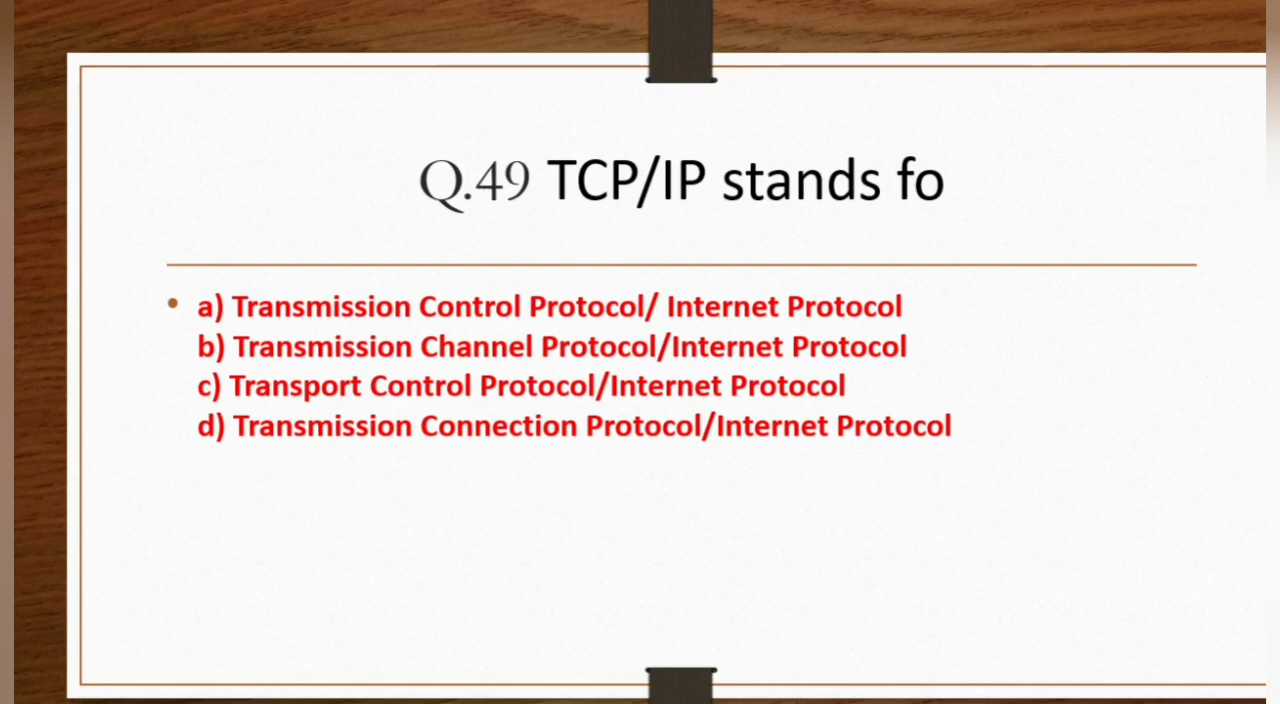 Q.49 TCP/IP stands fo
• a) Transmission Control Protocol/ Internet Protocol
b) Transmission Channel Protocol/Internet Protocol
c) Transport Control Protocol/Internet Protocol
d) Transmission Connection Protocol/Internet Protocol